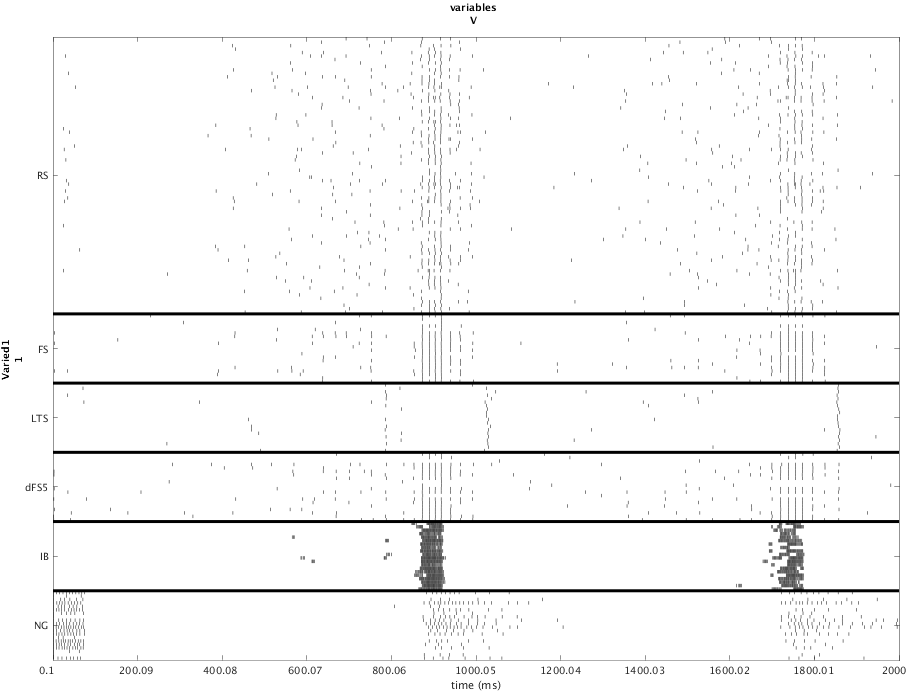 variables
V
RS
FS
LTS
dFS5
IB
NG
Varied1
1
0.1 200.09 400.08 600.07 800.06 1000.05 1200.04 1400.03 1600.02 1800.01 2000
time (ms)